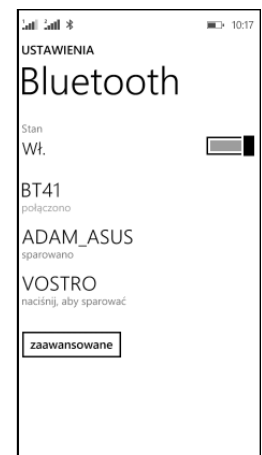 10:17
USTAWIENIA
Bluetooth
Stan
Wł.
BT41
połączono
ADAM_ASUS
sparowano
VOSTRO
naciśnij, aby sparować
zaawansowane